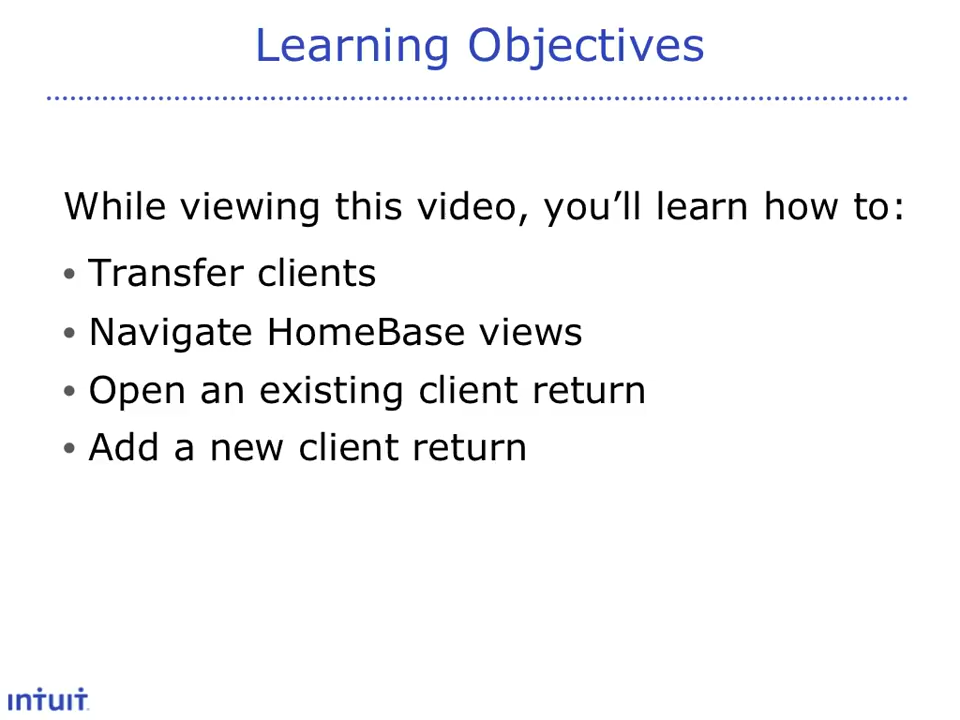 Learning Objectives
While viewing this video, you’ll learn how to:
• Transfer clients
• Navigate HomeBase views
• Open an existing client return
• Add a new client return
intuit